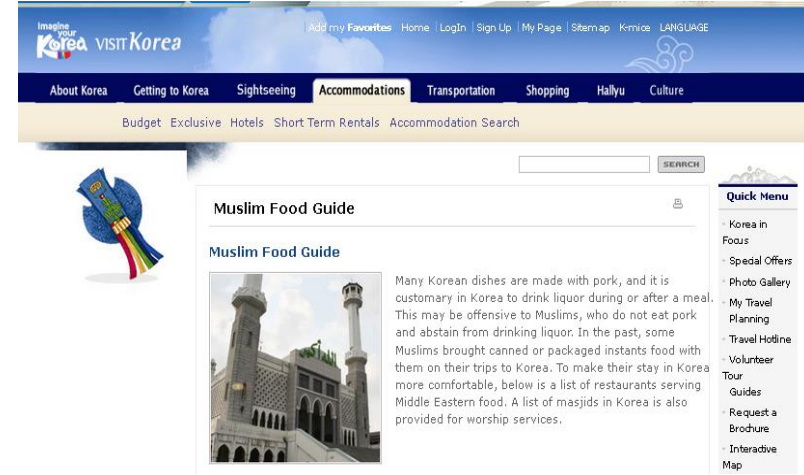 Imagine
your
Korea VISIT Korea
Add my Favorites Home LogIn Sign Up My Page Sitemap K-mice LANGUAGE
About Korea Getting to Korea Sightseeing Accommodations Transportation Shopping Hallyu Culture
Budget Exclusive Hotels Short Term Rentals Accommodation Search
SEARCH
Muslim Food Guide
Muslim Food Guide
Many Korean dishes are made with pork, and it is
customary in Korea to drink liquor during or after a meal.
This may be offensive to Muslims, who do not eat pork
and abstain from drinking liquor. In the past, some
Muslims brought canned or packaged instants food with
them on their trips to Korea. To make their stay in Korea
more comfortable, below is a list of restaurants serving
Middle Eastern food. A list of masjids in Korea is also
provided for worship services.
Quick Menu
Korea in
Focus
Special Offers
Photo Gallery
My Travel
Planning
Travel Hotline
Volunteer
Tour
Guides
Request a
Brochure
Interactive
Map